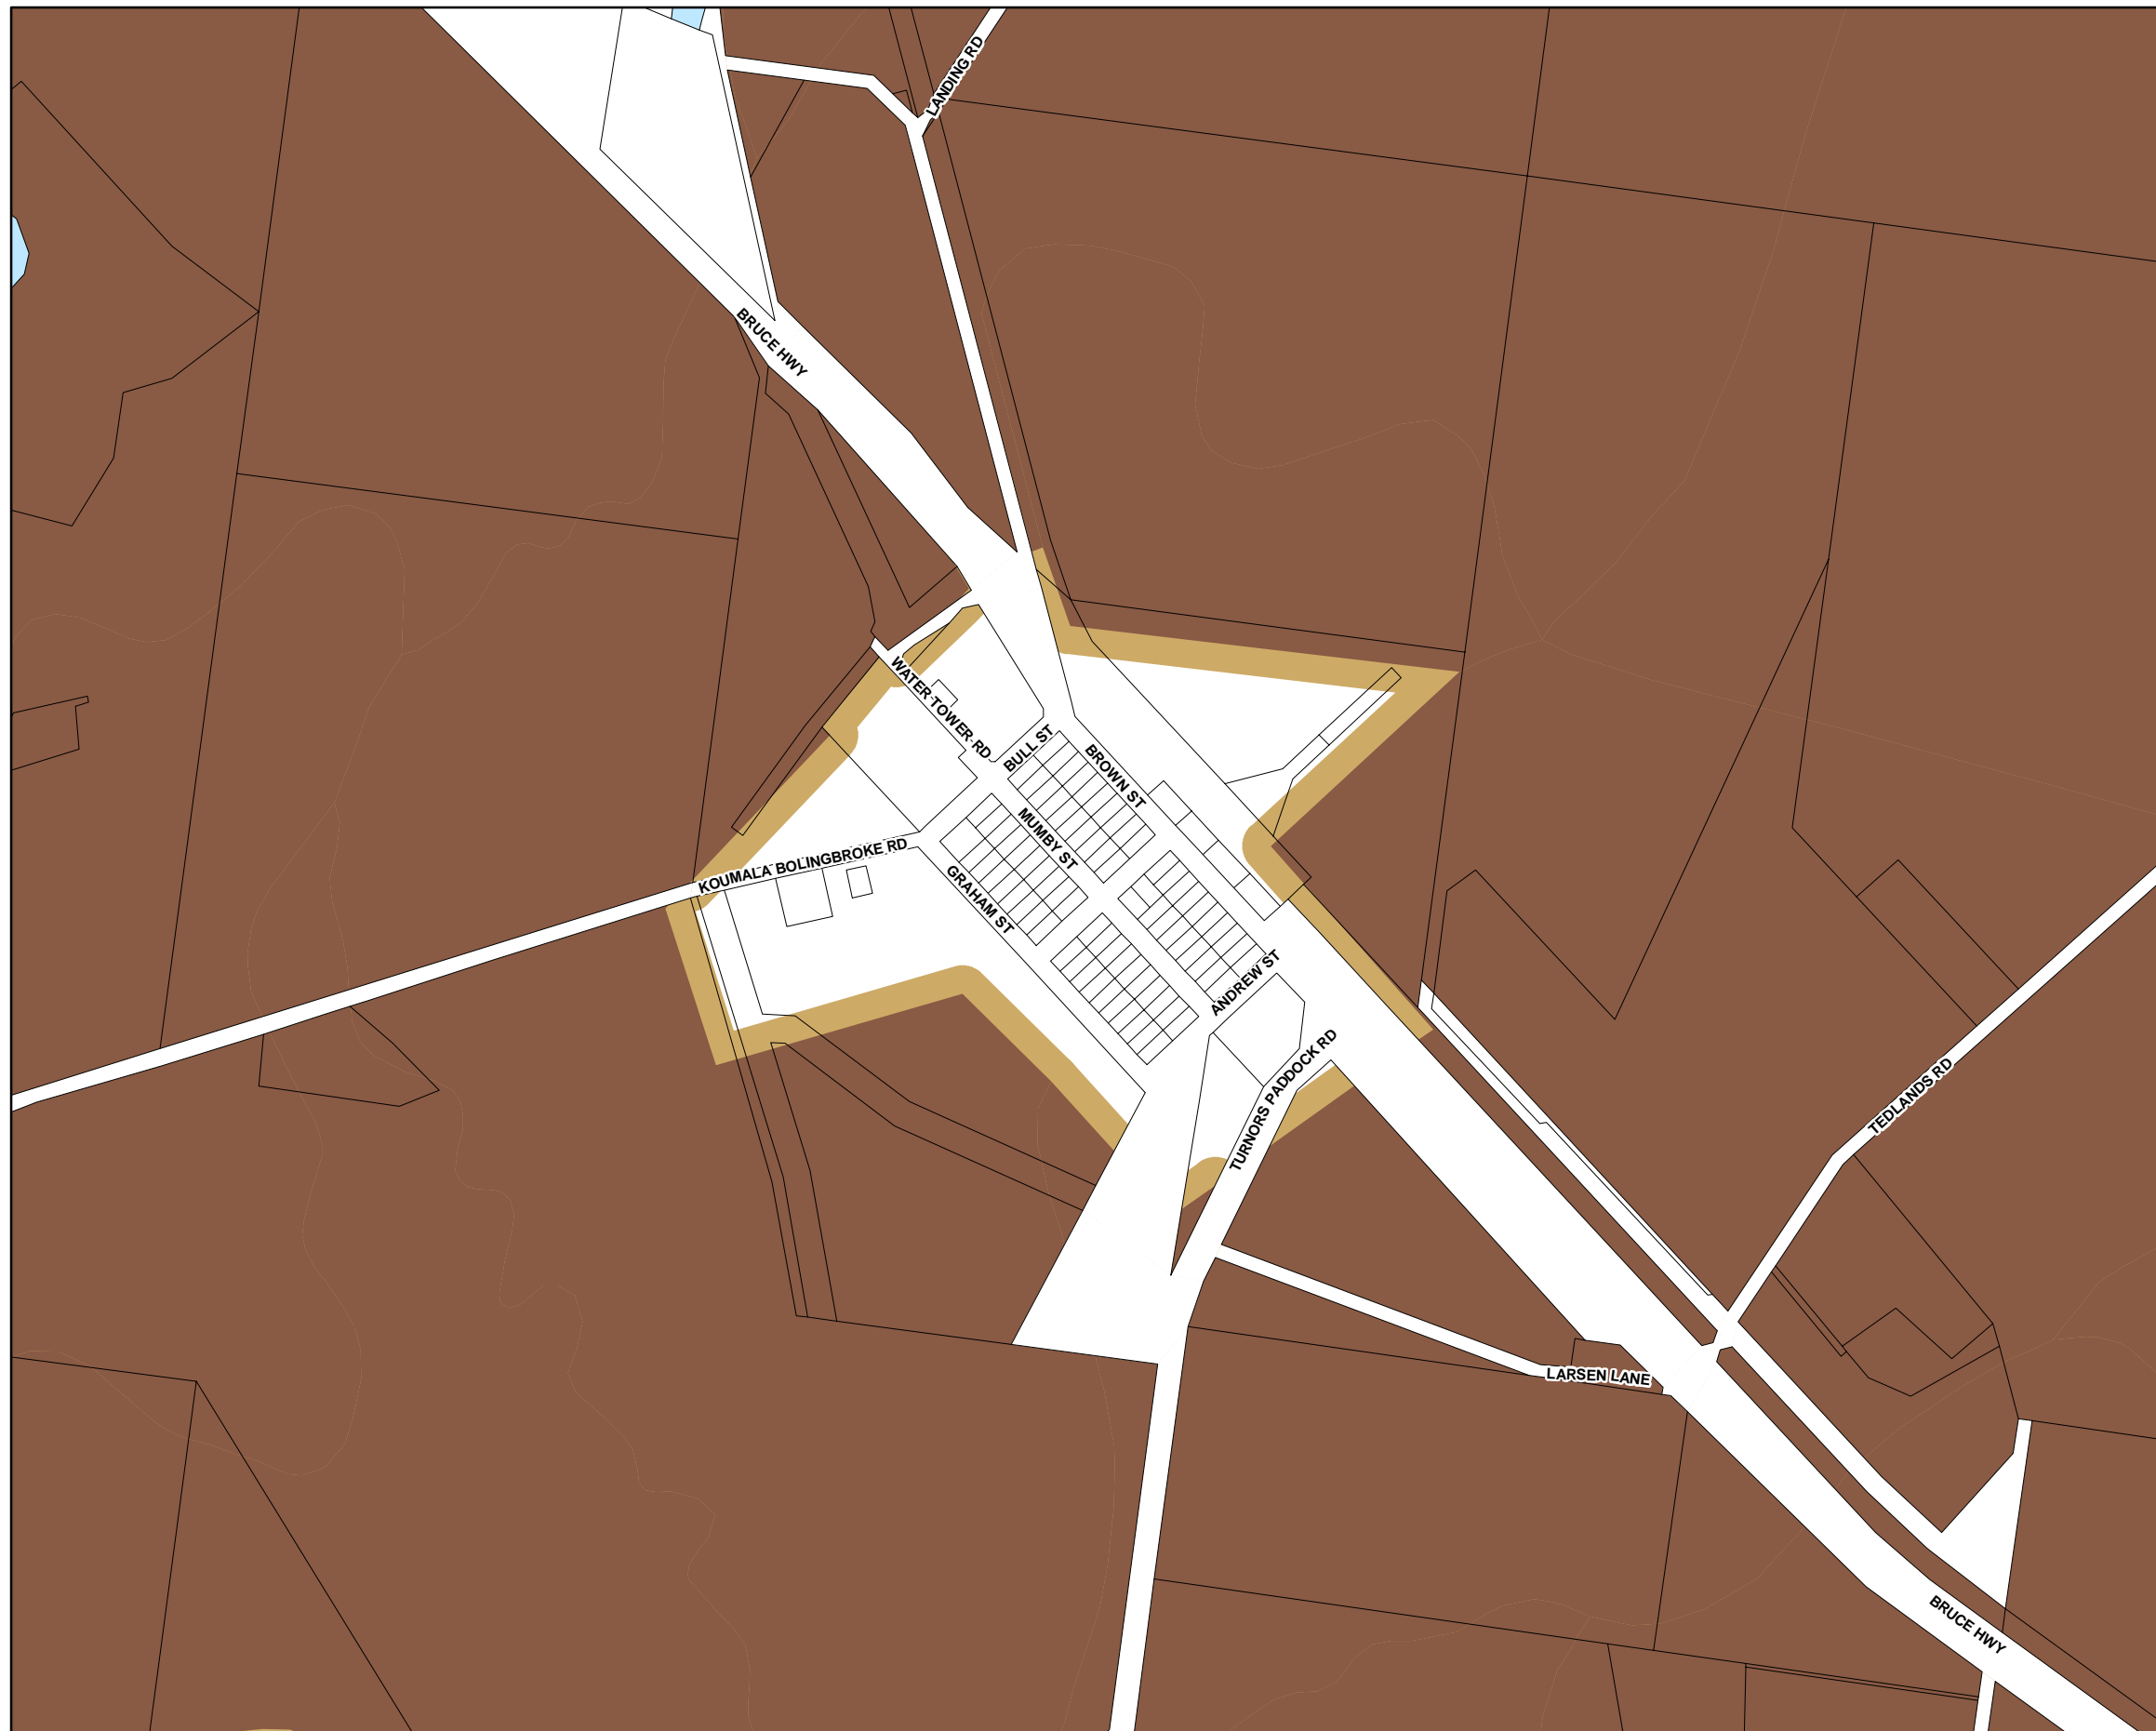 LANDING RD
BRUCE HWY
WATER TOWER RD
BULL ST
BROWN ST
MUMBY ST
KOUMALA BOLINGBROKE RD
GRAHAM ST
ANDREW ST
TURNORS PADDOCK RD
TEDLANDS RD
LARSEN LANE
BRUCE HWY